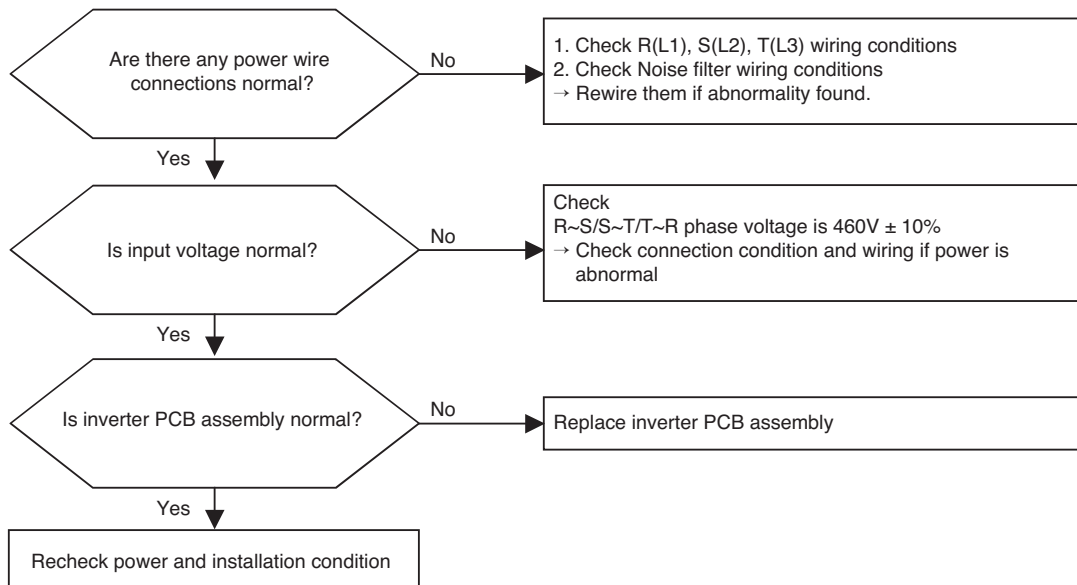 Are there any power wire
connections normal?
No
1. Check R(L1), S(L2), T(L3) wiring conditions
2. Check Noise filter wiring conditions
→ Rewire them if abnormality found.
Yes
Is input voltage normal?
No
Check
R~S/S~T/T~R phase voltage is 460V ± 10%
→ Check connection condition and wiring if power is
abnormal
Yes
Is inverter PCB assembly normal?
No
Replace inverter PCB assembly
Yes
Recheck power and installation condition